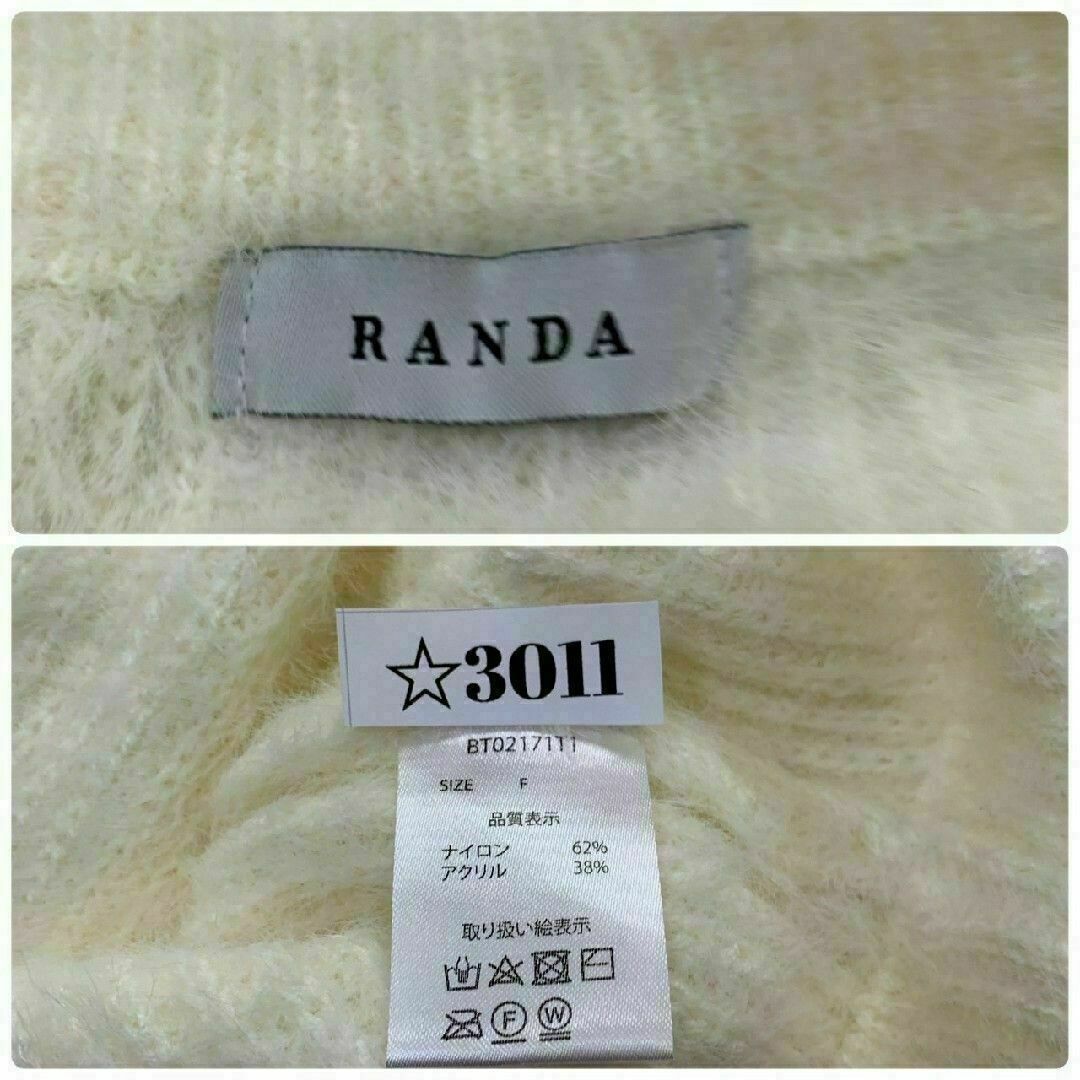 RANDA
☆3011
BT0217111
SIZE F
品質表示
ナイロン 62%
アクリル 38%
取り扱い絵表示
F W